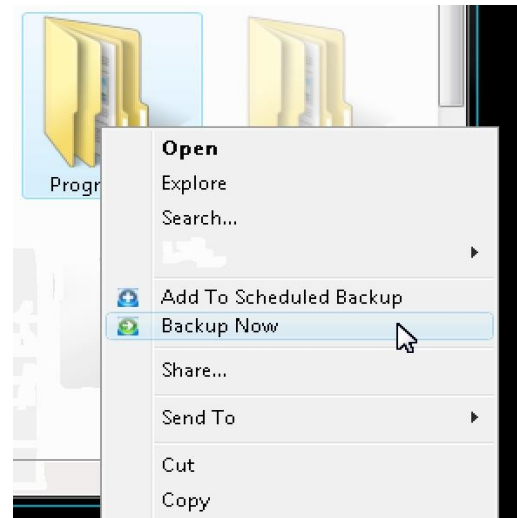 Progr
Open
Explore
Search...
Add To Scheduled Backup
Backup Now
Share...
Send To
Cut
Copy